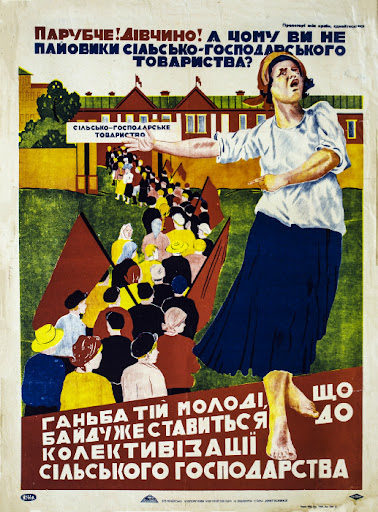 Пролетарі всіх країн, єднайтеся!
ПАРУБЧЕ! ДІВЧИНО! А ЧОМУ ВИ НЕ
ПАЙОВИКИ СІЛЬСЬКО-ГОСПОДАРСЬКОГО
ТОВАРИСТВА?
СІЛЬСЬКО-ГОСПОДАРСЬКЕ
ТОВАРИСТВО
ГАНЬБА ТІЙ МОЛОДІ, ЩО
БАЙДУЖЕ СТАВИТЬСЯ ДО
КОЛЕКТИВІЗАЦІЇ
СІЛЬСЬКОГО ГОСПОДАРСТВА